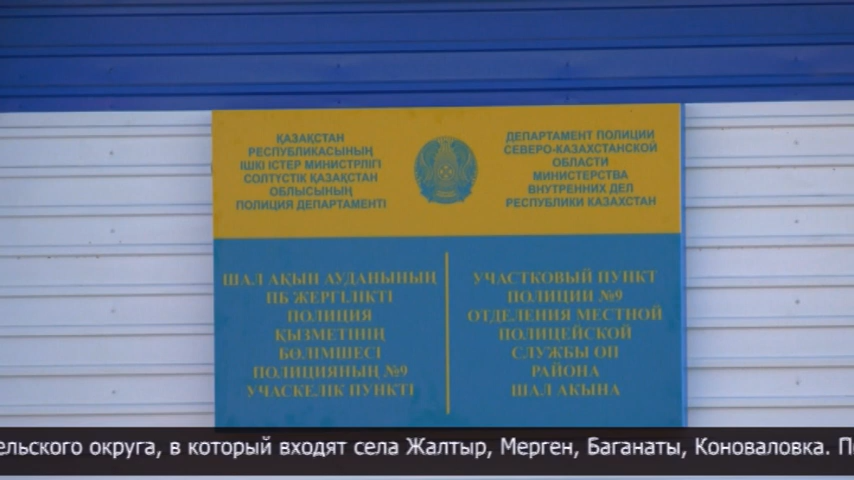 ҚАЗАҚСТАН
РЕСПУБЛИКАСЫНЫҢ
ІШКІ ІСТЕР МИНИСТРЛІГІ
СОЛТҮСТІК ҚАЗАҚСТАН
ОБЛЫСЫНЫҢ
ПОЛИЦИЯ ДЕПАРТАМЕНТІ
ДЕПАРТАМЕНТ ПОЛИЦИИ
СЕВЕРО-КАЗАХСТАНСКОЙ
ОБЛАСТИ
МИНИСТЕРСТВА
ВНУТРЕННИХ ДЕЛ
РЕСПУБЛИКИ КАЗАХСТАН
ШАЛ АҚЫН АУДАНЫНЫҢ
ПБ ЖЕРГІЛІКТІ
ПОЛИЦИЯ
ҚЫЗМЕТІНІҢ
БӨЛІМШЕСІ
ПОЛИЦИЯНЫҢ №9
УЧАСКЕЛІК ПУНКТІ
УЧАСТКОВЫЙ ПУНКТ
ПОЛИЦИИ №9
ОТДЕЛЕНИЯ МЕСТНОЙ
ПОЛИЦЕЙСКОЙ
СЛУЖБЫ ОП
РАЙОНА
ШАЛ АКЫНА
ельского округа, в который входят села Жалтыр, Мерген, Баганаты, Коноваловка. П